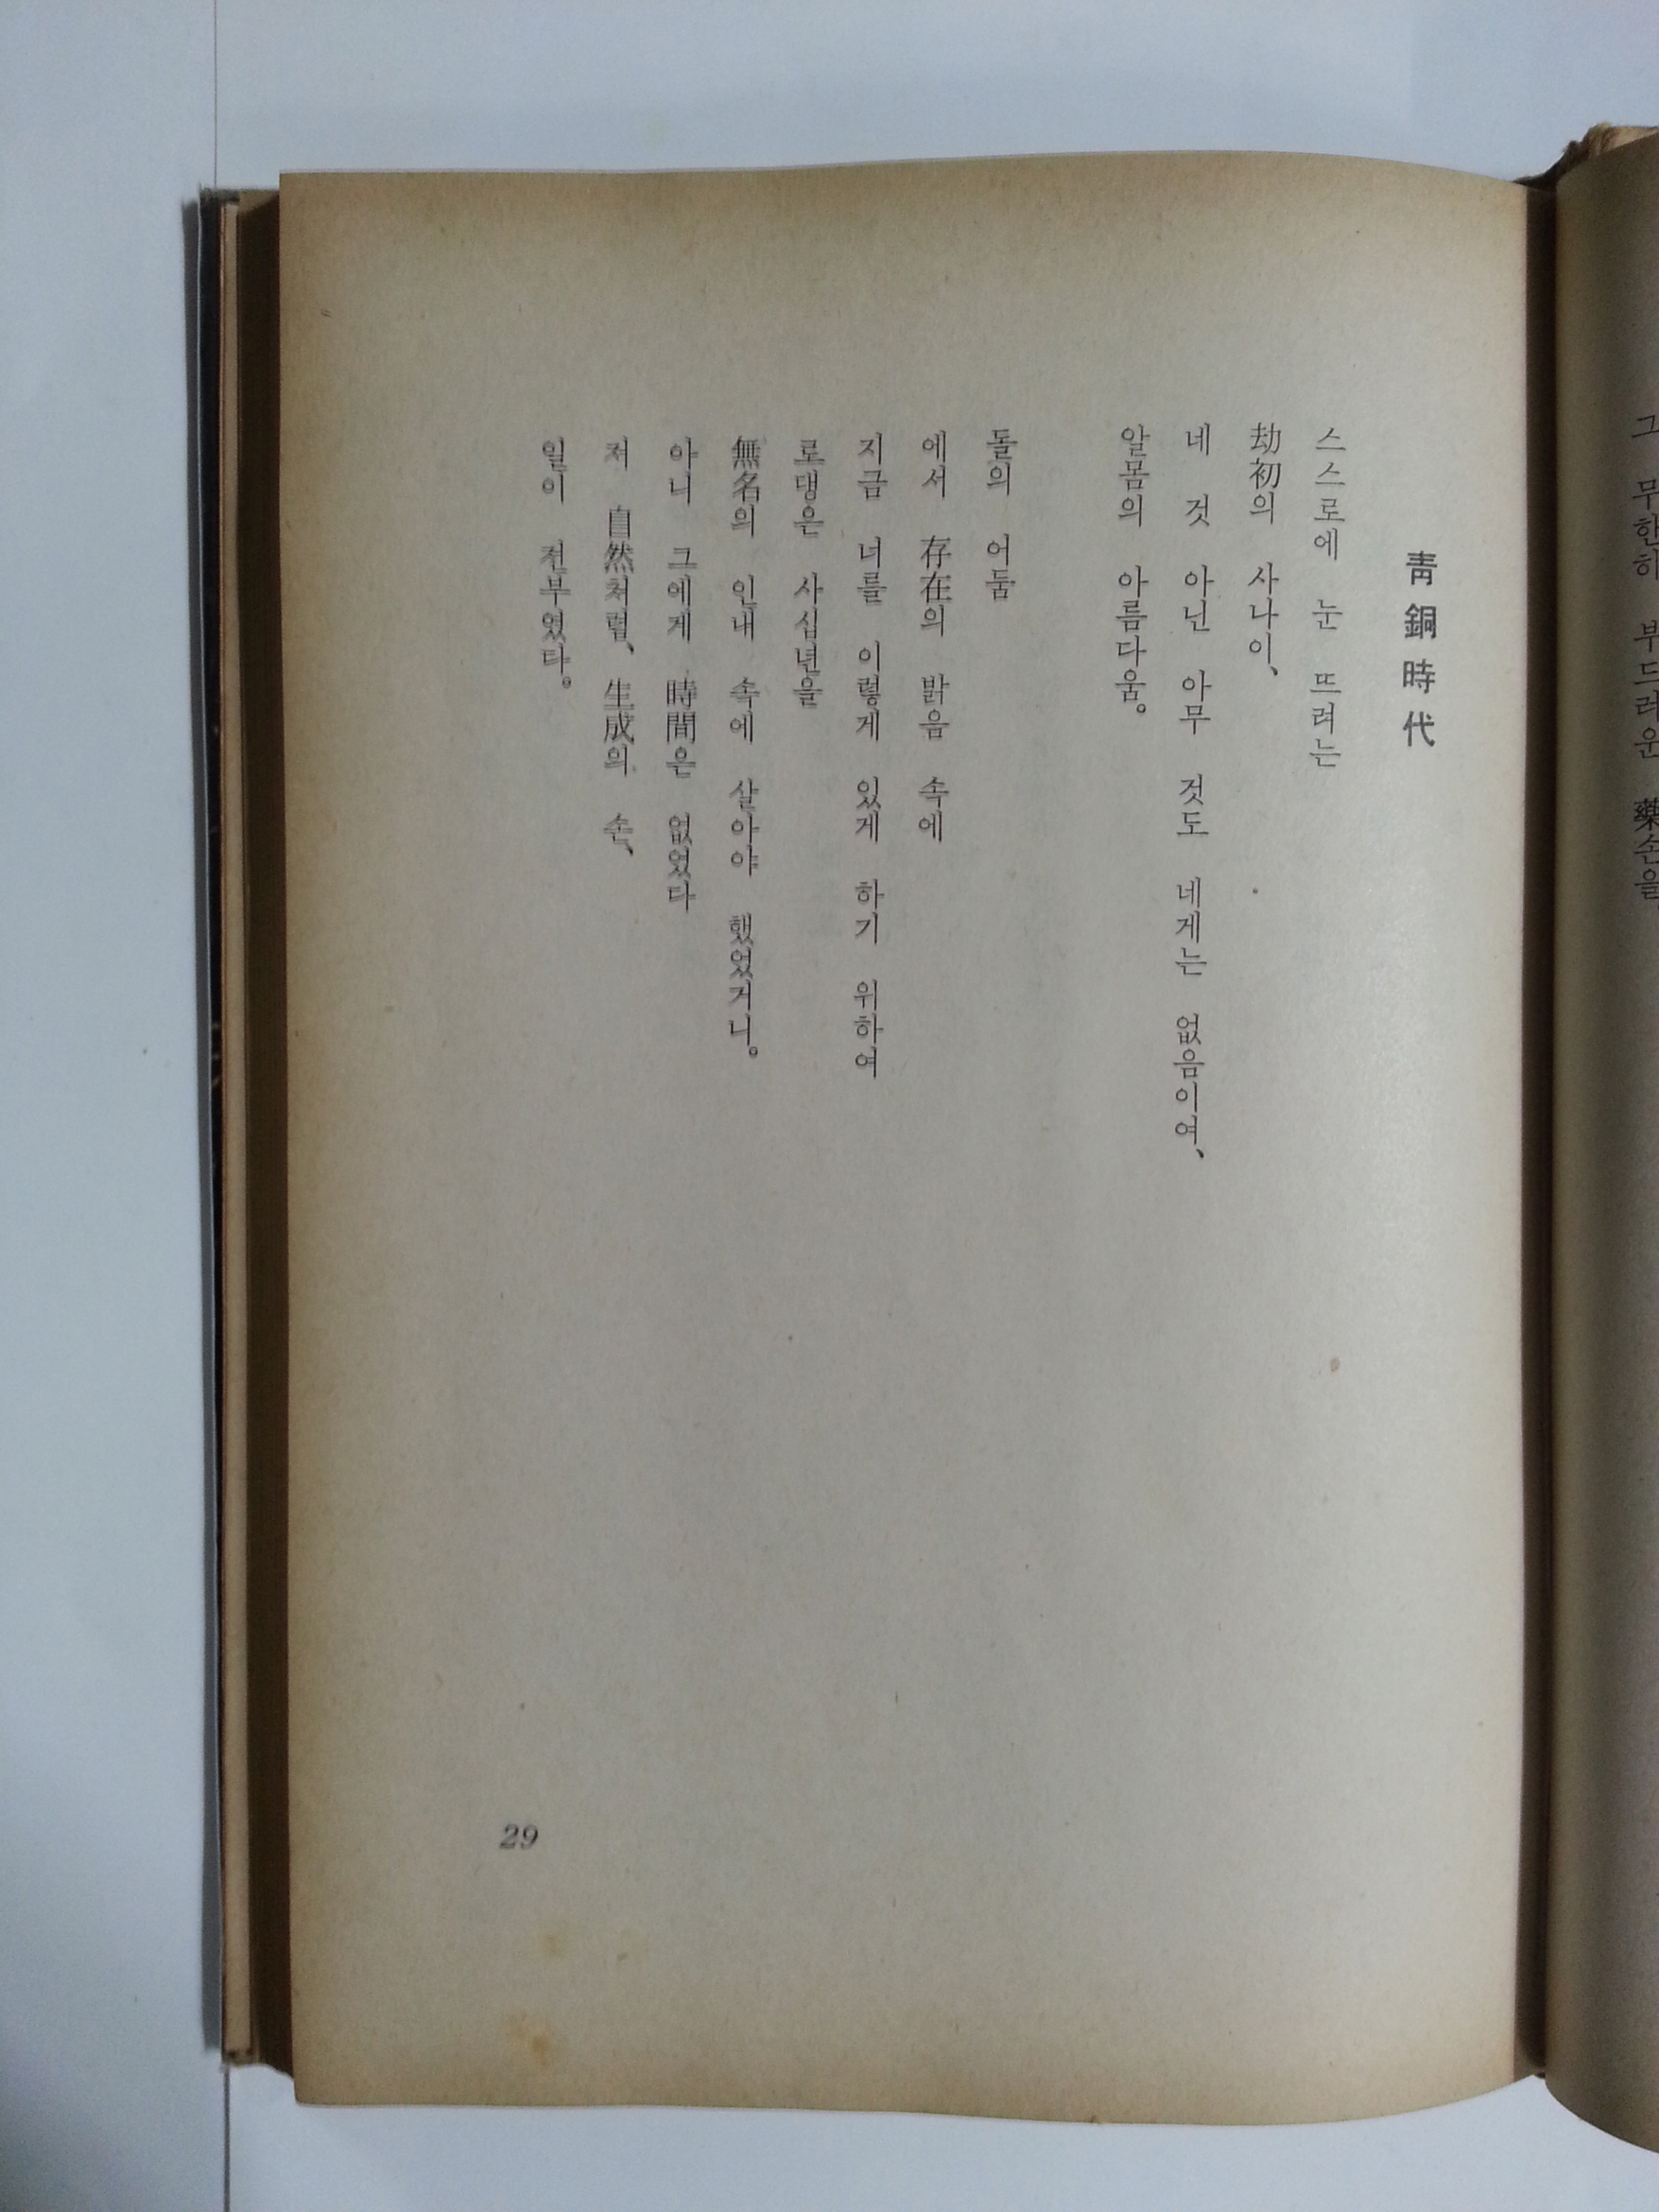 그 무한히 부드러운 藥손을
靑銅時代
스스로에 눈 뜨려는
劫初의 사나이、
네 것 아닌 아무 것도 네게는 없음이여、
알몸의 아름다움。
돌의 어둠
에서 存在의 밝음 속에
지금 너를 이렇게 있게 하기 위하여
로댕은 사십년을
無名의 인내 속에 살아야 했었거니。
아니 그에게 時間은 없었다
저 自然처럼、生成의 손、
일이 전부였다。
29